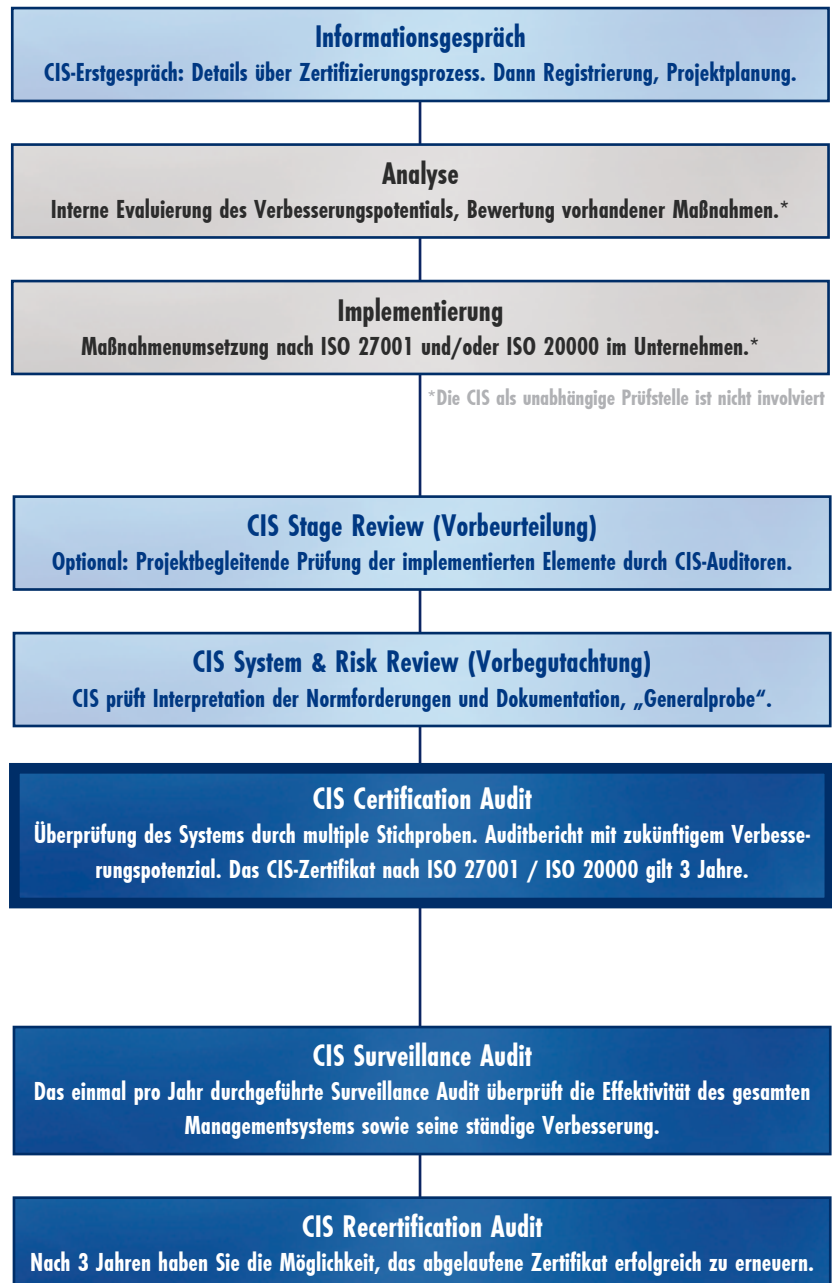 Informationsgespräch
CIS-Erstgespräch: Details über Zertifizierungsprozess. Dann Registrierung, Projektplanung.
Analyse
Interne Evaluierung des Verbesserungspotentials, Bewertung vorhandener Maßnahmen.*
Implementierung
Maßnahmenumsetzung nach ISO 27001 und/oder ISO 20000 im Unternehmen.*
*Die CIS als unabhängige Prüfstelle ist nicht involviert
CIS Stage Review (Vorbeurteilung)
Optional: Projektbegleitende Prüfung der implementierten Elemente durch CIS-Auditoren.
CIS System & Risk Review (Vorbegutachtung)
CIS prüft Interpretation der Normforderungen und Dokumentation, „Generalprobe“.
CIS Certification Audit
Überprüfung des Systems durch multiple Stichproben. Auditbericht mit zukünftigem Verbesse-
rungspotenzial. Das CIS-Zertifikat nach ISO 27001 / ISO 20000 gilt 3 Jahre.
CIS Surveillance Audit
Das einmal pro Jahr durchgeführte Surveillance Audit überprüft die Effektivität des gesamten
Managementsystems sowie seine ständige Verbesserung.
CIS Recertification Audit
Nach 3 Jahren haben Sie die Möglichkeit, das abgelaufene Zertifikat erfolgreich zu erneuern.